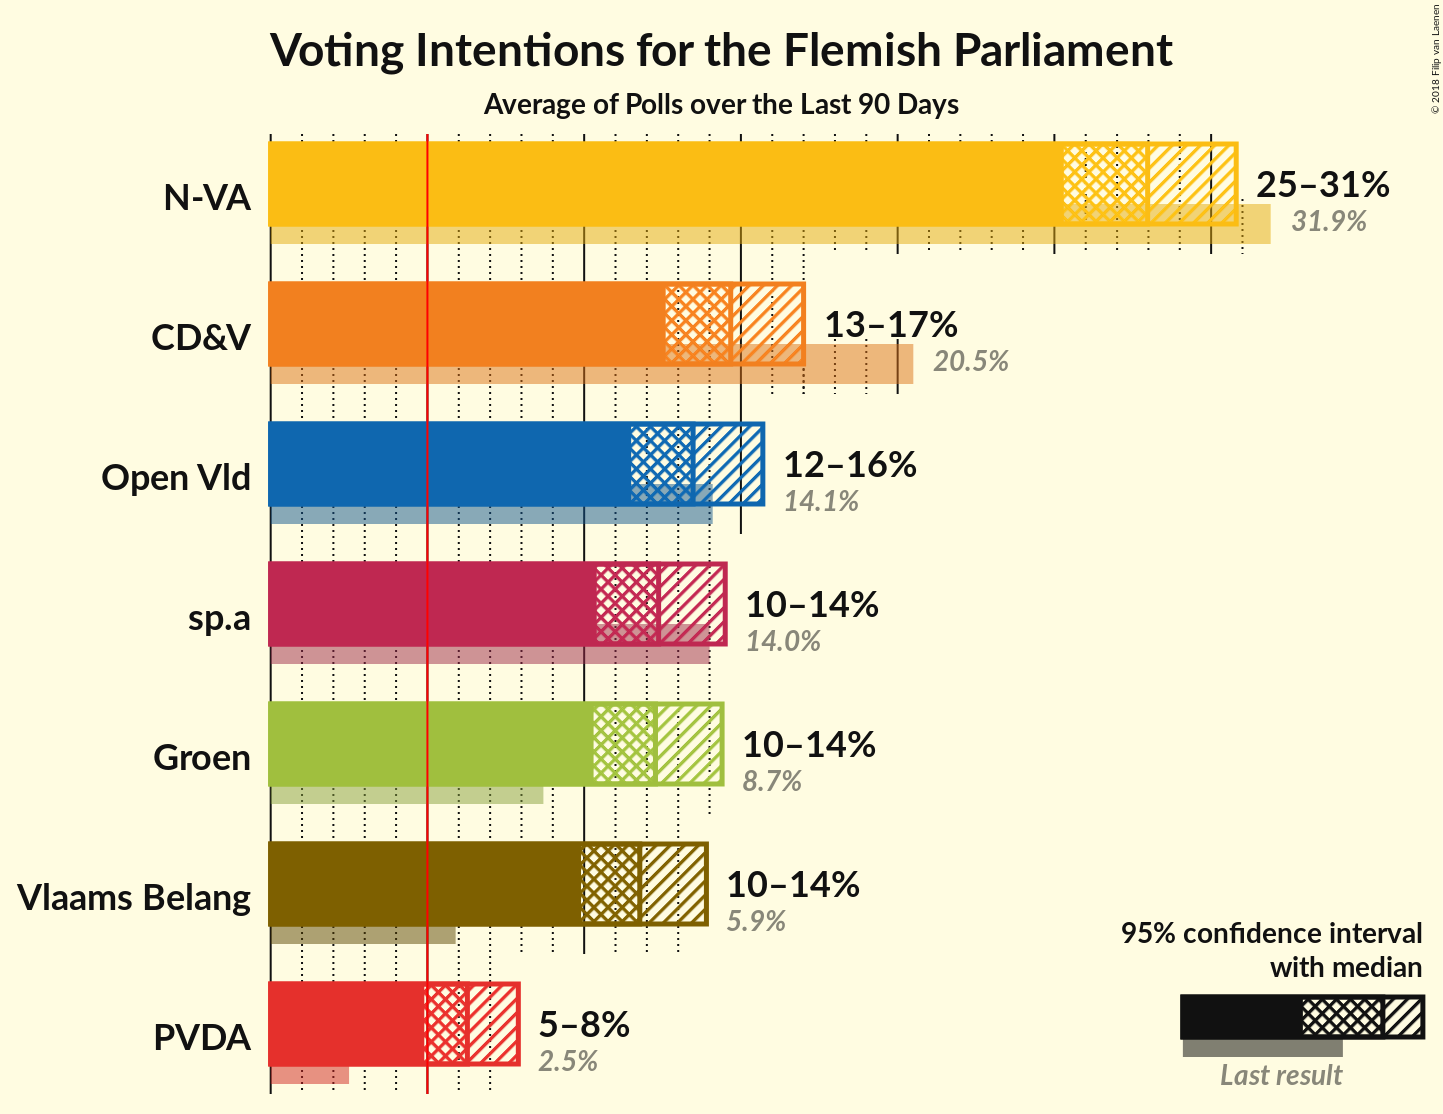 Voting Intentions for the Flemish Parliament
Average of Polls over the Last 90 Days
© 2018 Filip van Laenen
N-VA
25–31%
31.9%
CD&V
13–17%
20.5%
Open Vld
12–16%
14.1%
sp.a
10–14%
14.0%
Groen
10–14%
8.7%
Vlaams Belang
10–14%
5.9%
PVDA
5–8%
2.5%
95% confidence interval
with median
Last result